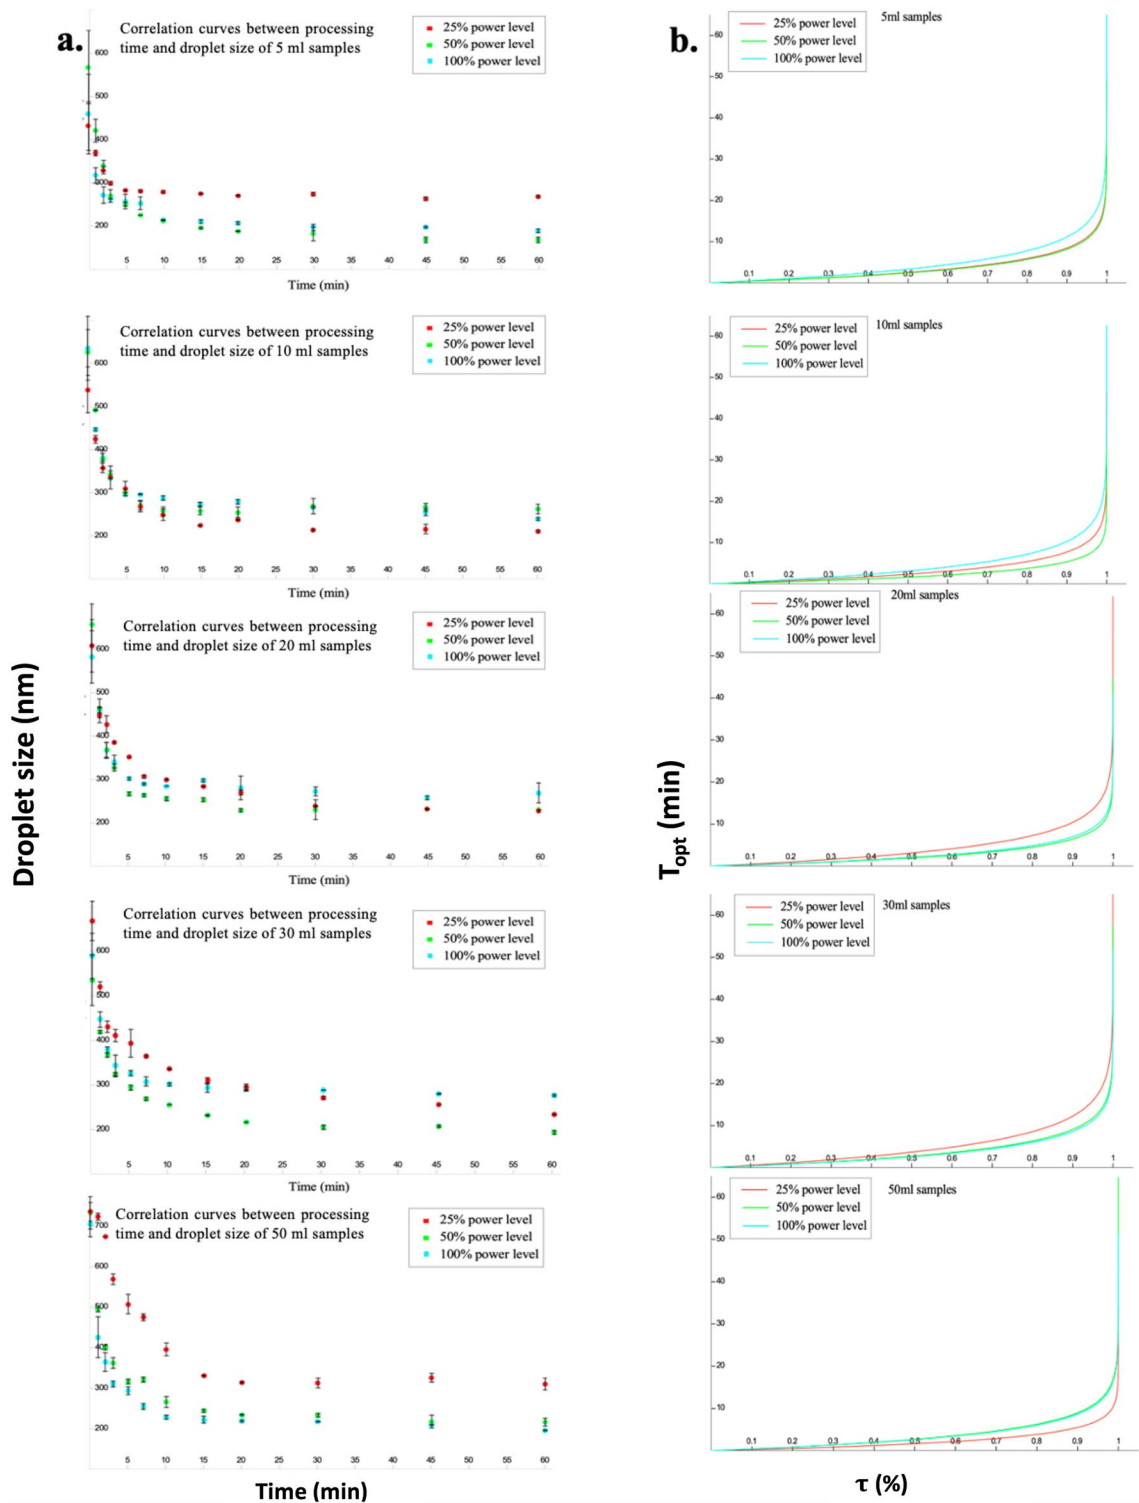 a.
Correlation curves between processing
time and droplet size of 5 ml samples
25% power level
50% power level
100% power level
600
500
400
300
200
5 10 15 20 25 30 35 40 45 50 55 60
Time (min)
Correlation curves between processing
time and droplet size of 10 ml samples
25% power level
50% power level
100% power level
600
500
400
300
200
5 10 15 20 25 30 35 40 45 50 55 60
Time (min)
Correlation curves between processing
time and droplet size of 20 ml samples
25% power level
50% power level
100% power level
600
500
400
300
200
5 10 15 20 25 30 35 40 45 50 55 60
Time (min)
Correlation curves between processing
time and droplet size of 30 ml samples
25% power level
50% power level
100% power level
600
500
400
300
200
5 10 15 20 25 30 35 40 45 50 55 60
Time (min)
Correlation curves between processing
time and droplet size of 50 ml samples
25% power level
50% power level
100% power level
700
600
500
400
300
200
5 10 15 20 25 30 35 40 45 50 55 60
Time (min)
Droplet size (nm)
b.
5ml samples
25% power level
50% power level
100% power level
60
50
40
30
20
10
0.1 0.2 0.3 0.4 0.5 0.6 0.7 0.8 0.9 1
10ml samples
25% power level
50% power level
100% power level
60
50
40
30
20
10
0.1 0.2 0.3 0.4 0.5 0.6 0.7 0.8 0.9 1
20ml samples
25% power level
50% power level
100% power level
60
50
40
30
20
10
0.1 0.2 0.3 0.4 0.5 0.6 0.7 0.8 0.9 1
30ml samples
25% power level
50% power level
100% power level
60
50
40
30
20
10
0.1 0.2 0.3 0.4 0.5 0.6 0.7 0.8 0.9 1
50ml samples
25% power level
50% power level
100% power level
60
50
40
30
20
10
0.1 0.2 0.3 0.4 0.5 0.6 0.7 0.8 0.9 1
Topt (min)
τ (%)